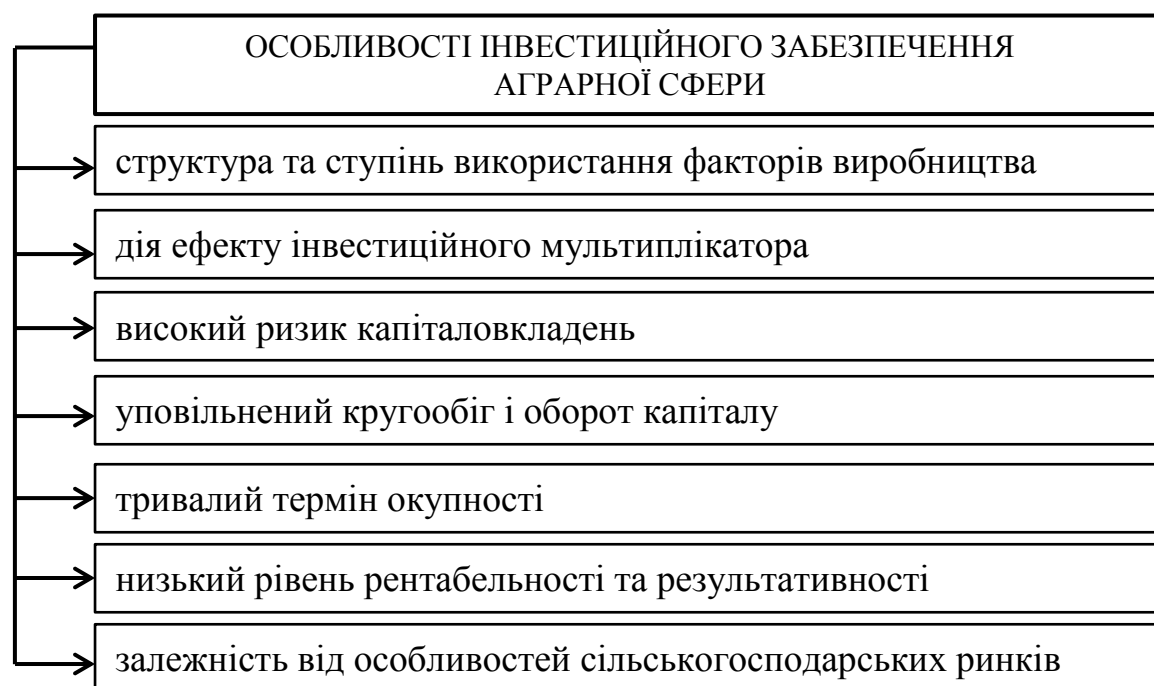 ОСОБЛИВОСТІ ІНВЕСТИЦІЙНОГО ЗАБЕЗПЕЧЕННЯ
АГРАРНОЇ СФЕРИ
структура та ступінь використання факторів виробництва
дія ефекту інвестиційного мультиплікатора
високий ризик капіталовкладень
уповільнений кругообіг і оборот капіталу
тривалий термін окупності
низький рівень рентабельності та результативності
залежність від особливостей сільськогосподарських ринків